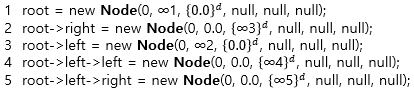 1 root = new Node(0, ∞1, {0.0}ᵈ, null, null, null);
2 root->right = new Node(0, 0.0, {∞3}ᵈ, null, null, null);
3 root->left = new Node(0, ∞2, {0.0}ᵈ, null, null, null);
4 root->left->left = new Node(0, 0.0, {∞4}ᵈ, null, null, null);
5 root->left->right = new Node(0, 0.0, {∞5}ᵈ, null, null, null);